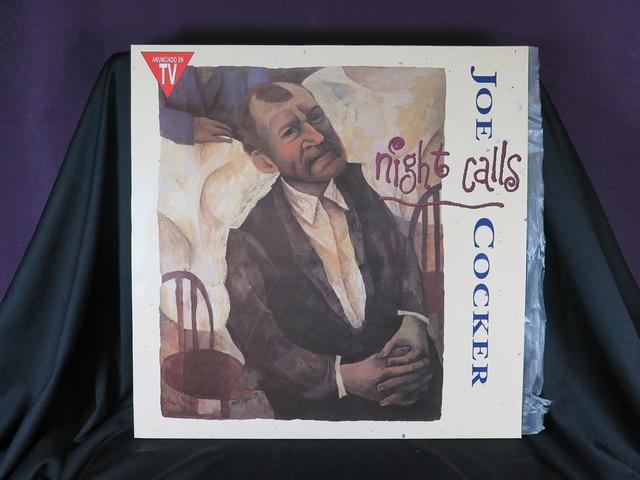 ANUNCIADO EN
TV
night calls
JOE COCKER